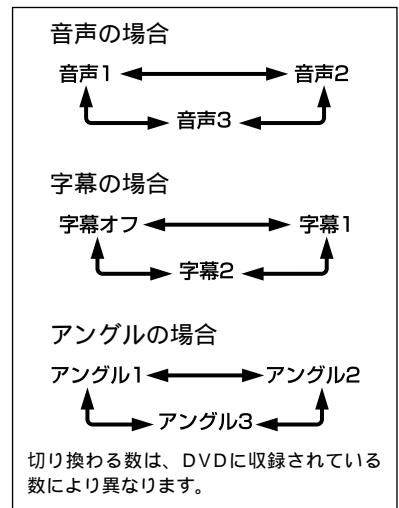 音声の場合
音声1 音声2
音声3
字幕の場合
字幕オフ 字幕1
字幕2
アングルの場合
アングル1 アングル2
アングル3
切り換わる数は、DVDに収録されている
数により異なります。